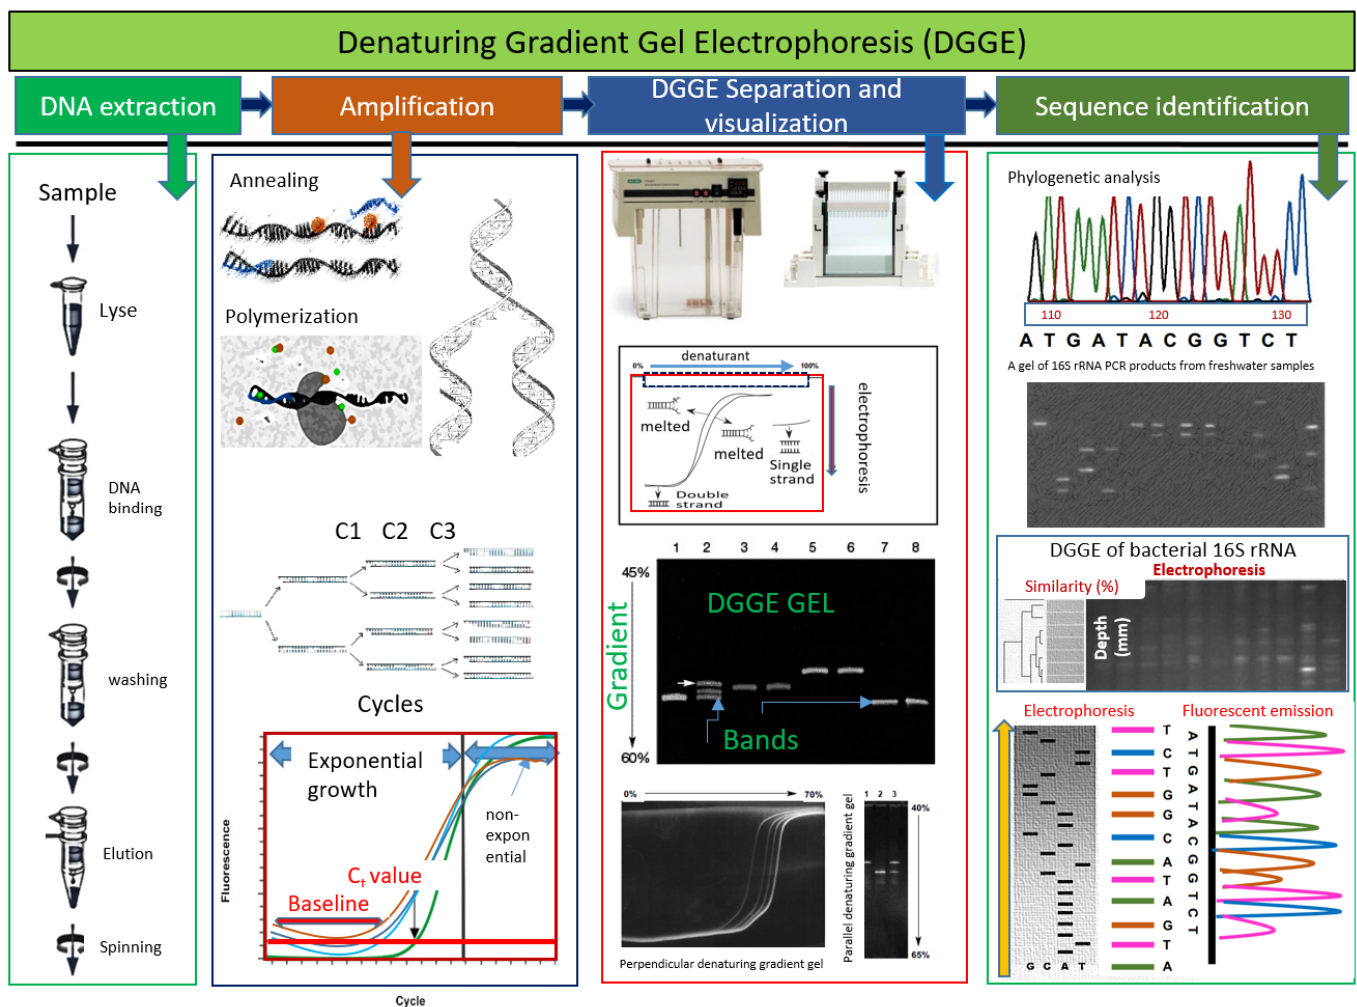 Denaturing Gradient Gel Electrophoresis (DGGE)
DNA extraction
Amplification
DGGE Separation and
visualization
Sequence identification
Sample
Lyse
DNA
binding
washing
Elution
Spinning
Annealing
Polymerization
C1 C2 C3
Cycles
Exponential
growth
non-
expon
ential
Ct value
Baseline
Fluorescence
Cycle
denaturant
0% 100%
electrophoresis
melted
melted
Single
strand
Double
strand
1 2 3 4 5 6 7 8
45%
DGGE GEL
Gradient
Bands
60%
0% 70%
Perpendicular denaturing gradient gel
Parallel denaturing gradient gel
1 2 3
40%
65%
Phylogenetic analysis
110 120 130
A T G A T A C G G T C T
A gel of 16S rRNA PCR products from freshwater samples
DGGE of bacterial 16S rRNA
Electrophoresis
Similarity (%)
Depth
(mm)
Electrophoresis
Fluorescent emission
T
C
T
G
G
C
A
T
A
G
T
A
A
T
G
A
T
A
C
G
G
T
C
T
G C A T